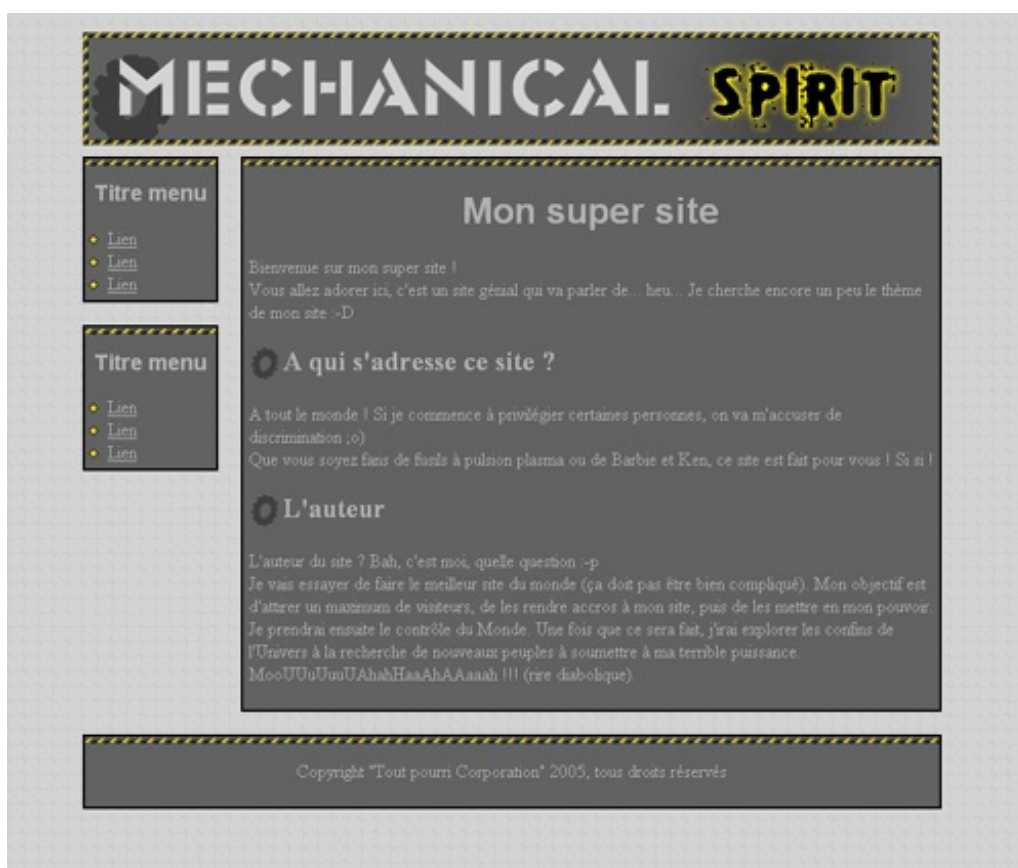 MECHANICAL SPIRIT
Titre menu
Lien
Lien
Lien
Titre menu
Lien
Lien
Lien
Mon super site
Bienvenue sur mon super site !
Vous allez adorer ici, c'est un site génial qui va parler de... heu... Je cherche encore un peu le thème
de mon site :-D
A qui s'adresse ce site ?
A tout le monde ! Si je commence à privilégier certaines personnes, on va m'accuser de
discrimination ;o)
Que vous soyez fans de fusils à pulsion plasma ou de Barbie et Ken, ce site est fait pour vous ! Si si !
L'auteur
L'auteur du site ? Bah, c'est moi, quelle question :-p
Je vais essayer de faire le meilleur site du monde (ça doit pas être bien compliqué). Mon objectif est
d'attirer un maximum de visiteurs, de les rendre accros à mon site, puis de les mettre en mon pouvoir.
Je prendrai ensuite le contrôle du Monde. Une fois que ce sera fait, j'irai explorer les confins de
l'Univers à la recherche de nouveaux peuples à soumettre à ma terrible puissance.
MooUUuUuuUAhahHaaAhAAaaah !!! (rire diabolique).
Copyright "Tout pourri Corporation" 2005, tous droits réservés